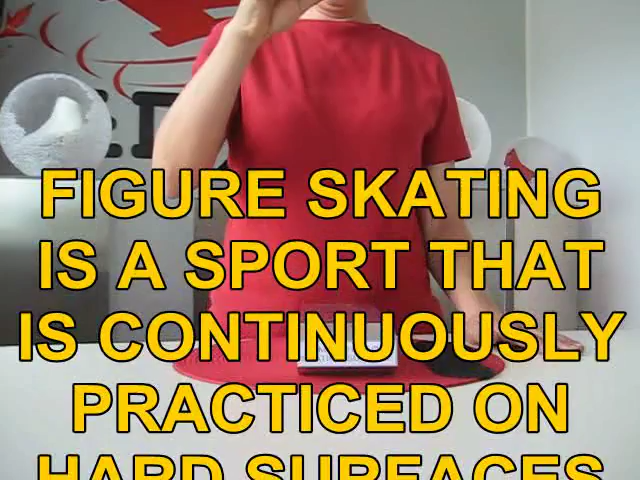 FIGURE SKATING
IS A SPORT THAT
IS CONTINUOUSLY
PRACTICED ON
HARD SURFACES